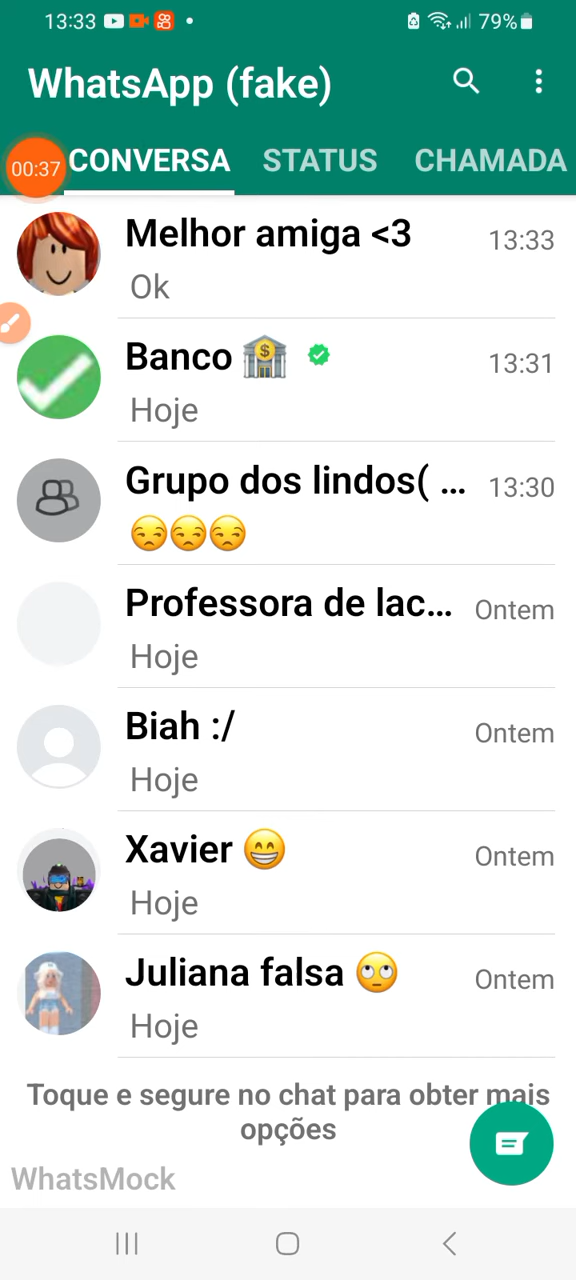 13:33
79%
WhatsApp (fake)
00:37
CONVERSA STATUS CHAMADA
Melhor amiga <3 13:33
Ok
Banco 🏦 13:31
Hoje
Grupo dos lindos( ... 13:30
😒😒😒
Professora de lac... Ontem
Hoje
Biah :/ Ontem
Hoje
Xavier 😁 Ontem
Hoje
Juliana falsa 🙄 Ontem
Hoje
Toque e segure no chat para obter mais
opções
WhatsMock